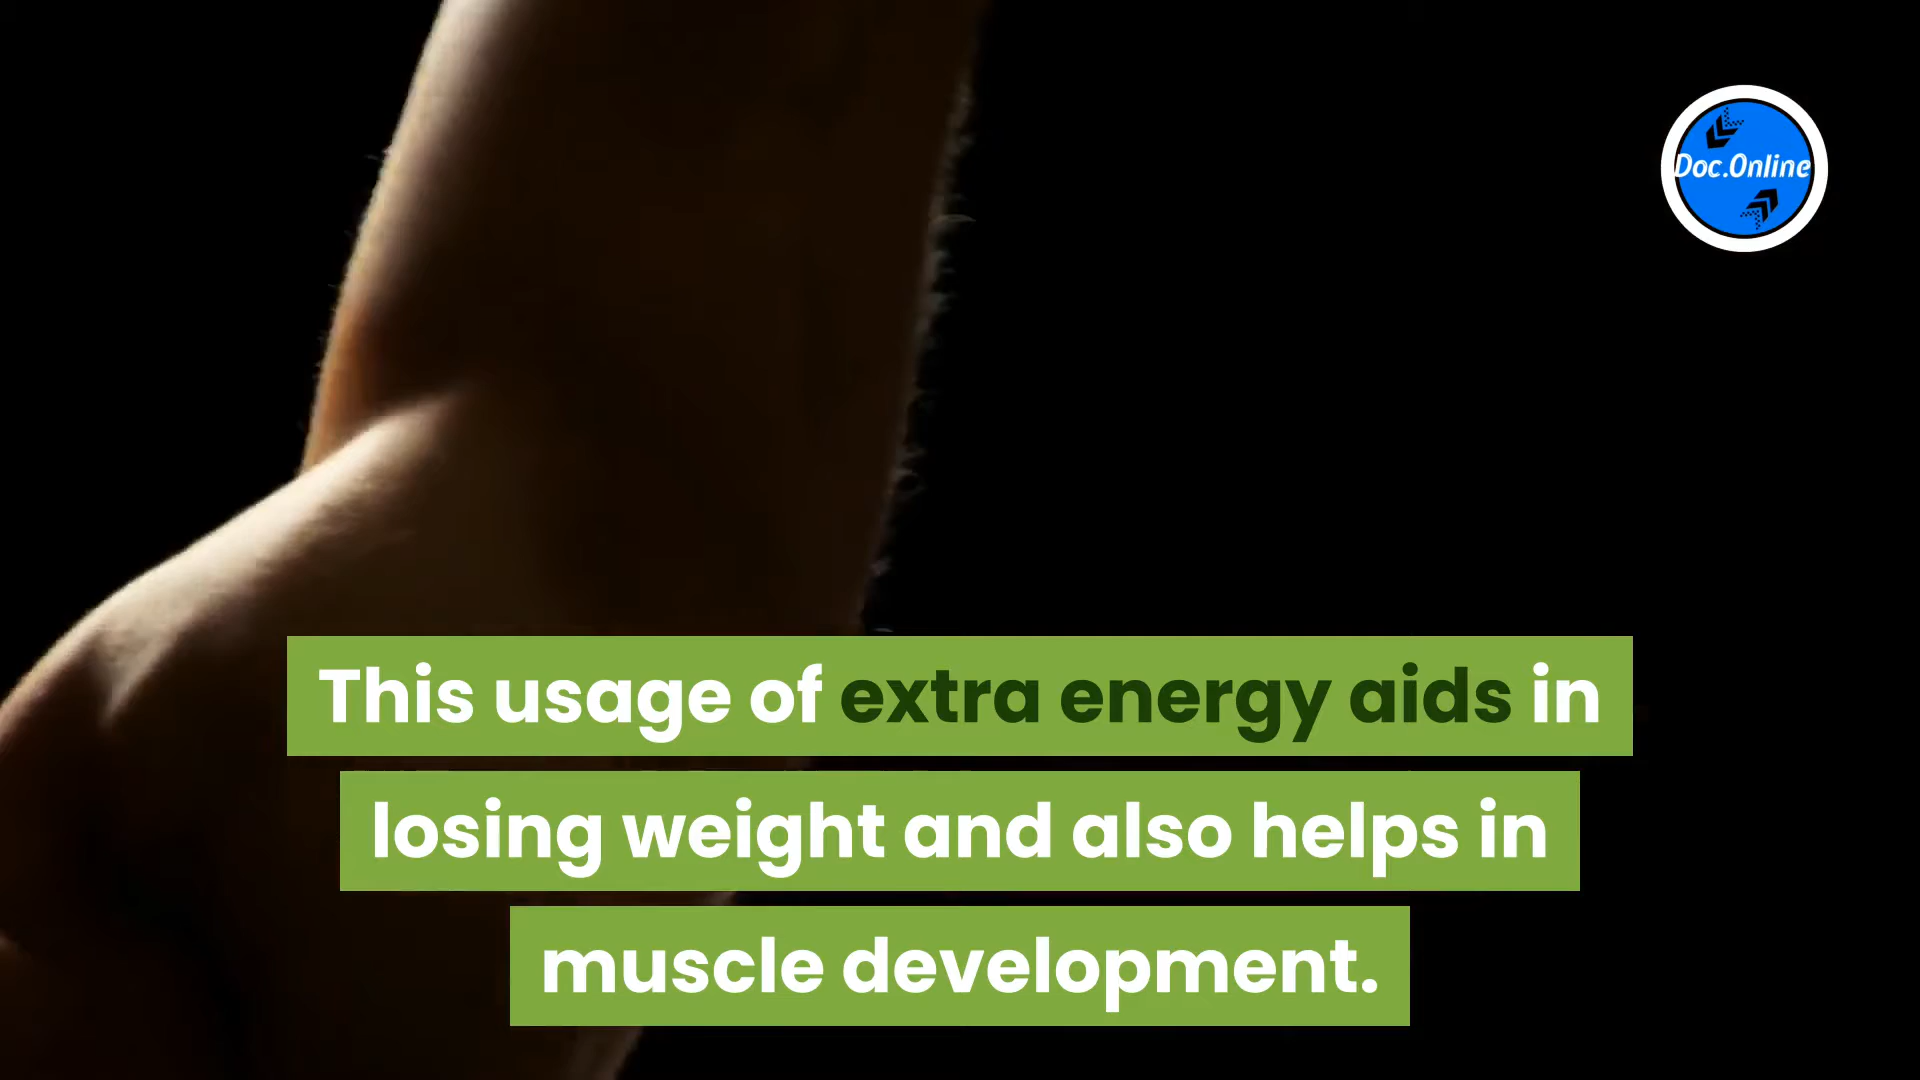 Doc.Online
This usage of extra energy aids in
losing weight and also helps in
muscle development.